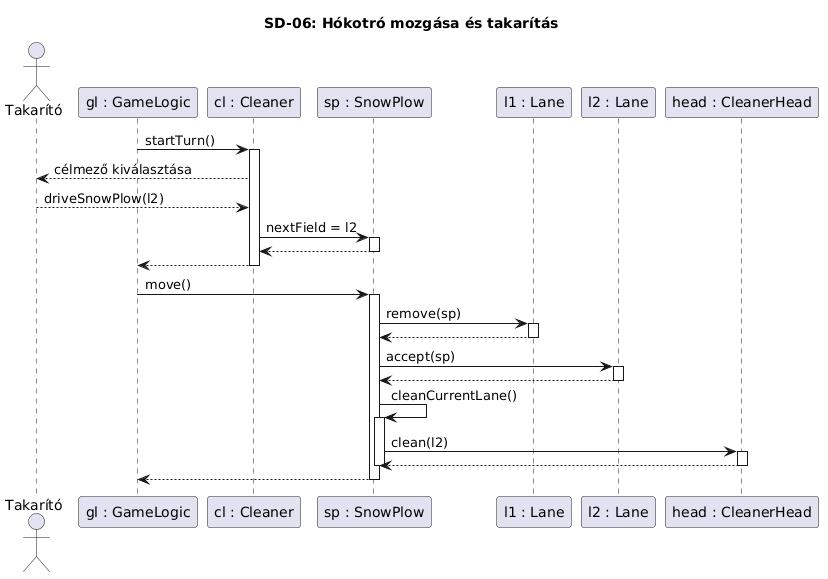 SD-06: Hókotró mozgása és takarítás
Takarító
gl : GameLogic
cl : Cleaner
sp : SnowPlow
l1 : Lane
l2 : Lane
head : CleanerHead
startTurn()
célmező kiválasztása
driveSnowPlow(l2)
nextField = l2
move()
remove(sp)
accept(sp)
cleanCurrentLane()
clean(l2)
Takarító
gl : GameLogic
cl : Cleaner
sp : SnowPlow
l1 : Lane
l2 : Lane
head : CleanerHead